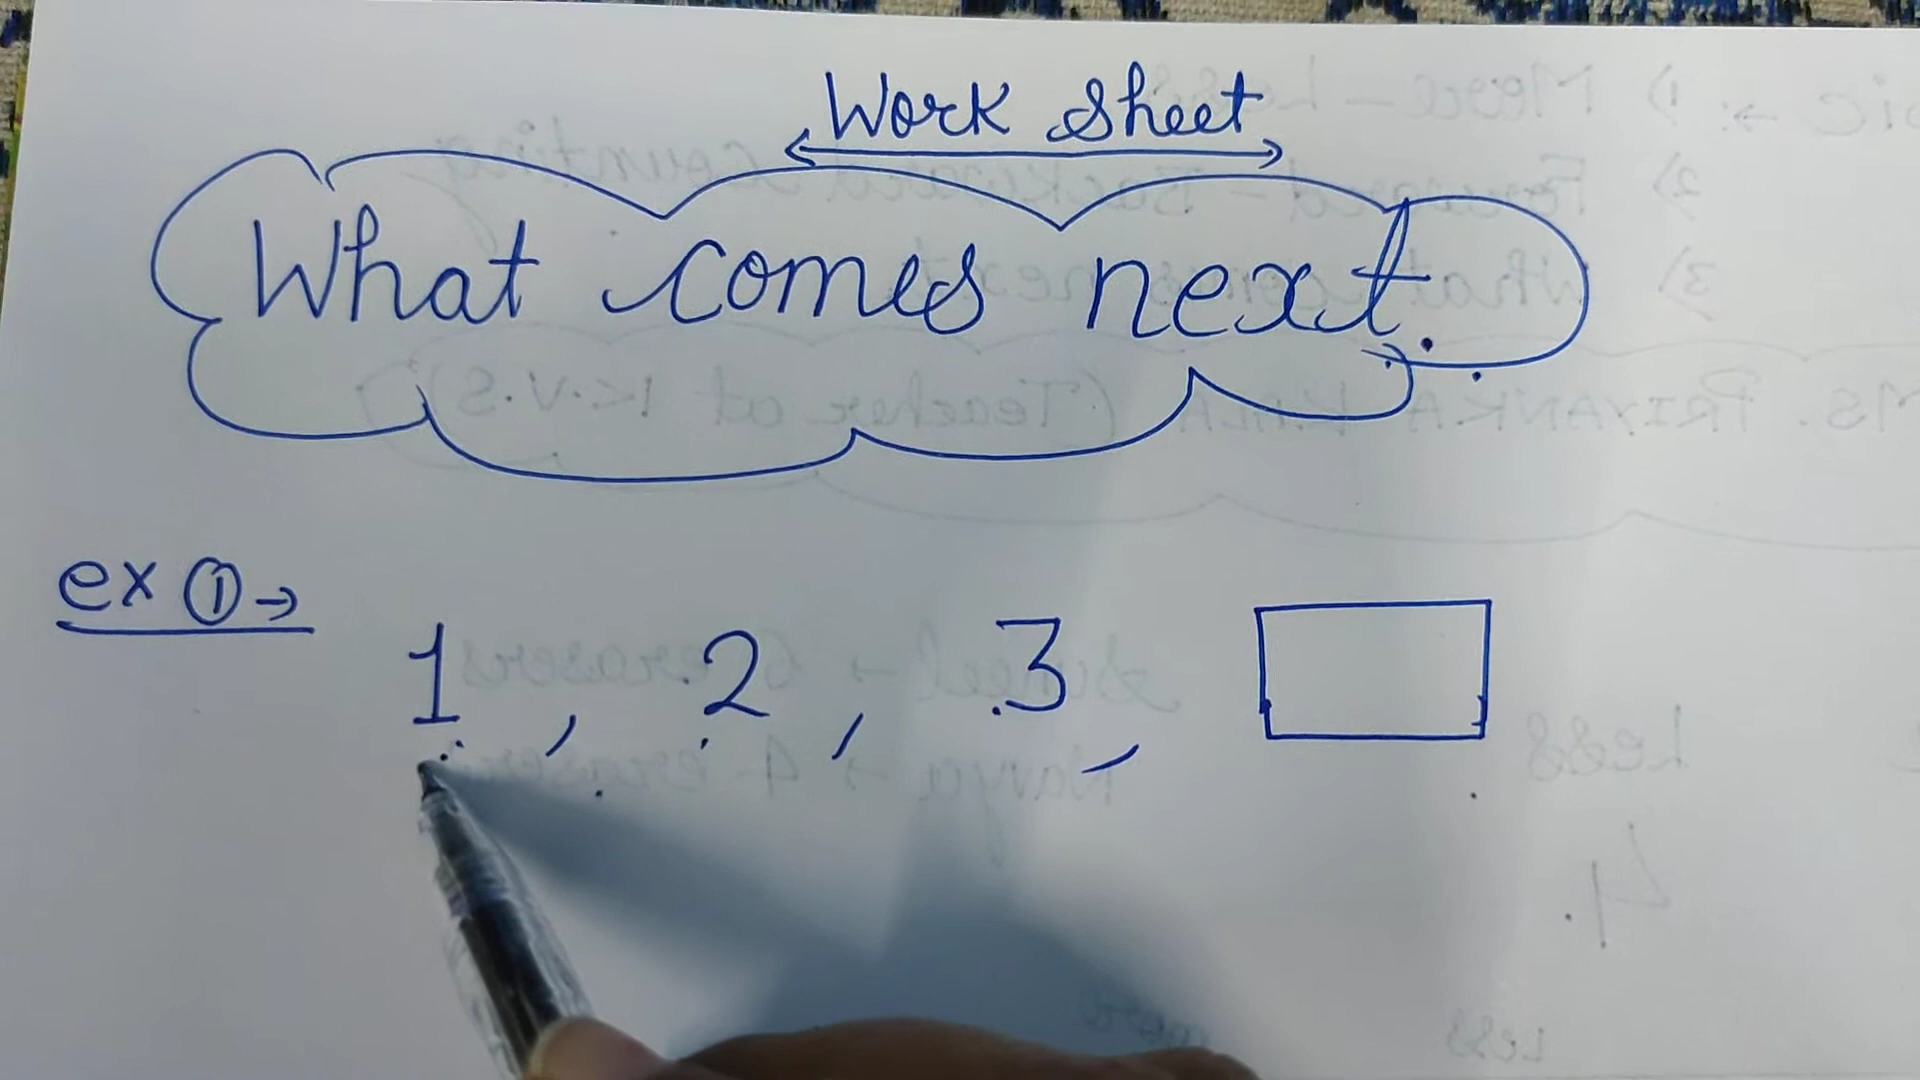 Work Sheet
What comes next.
ex ① →
1 , 2 , 3 ,